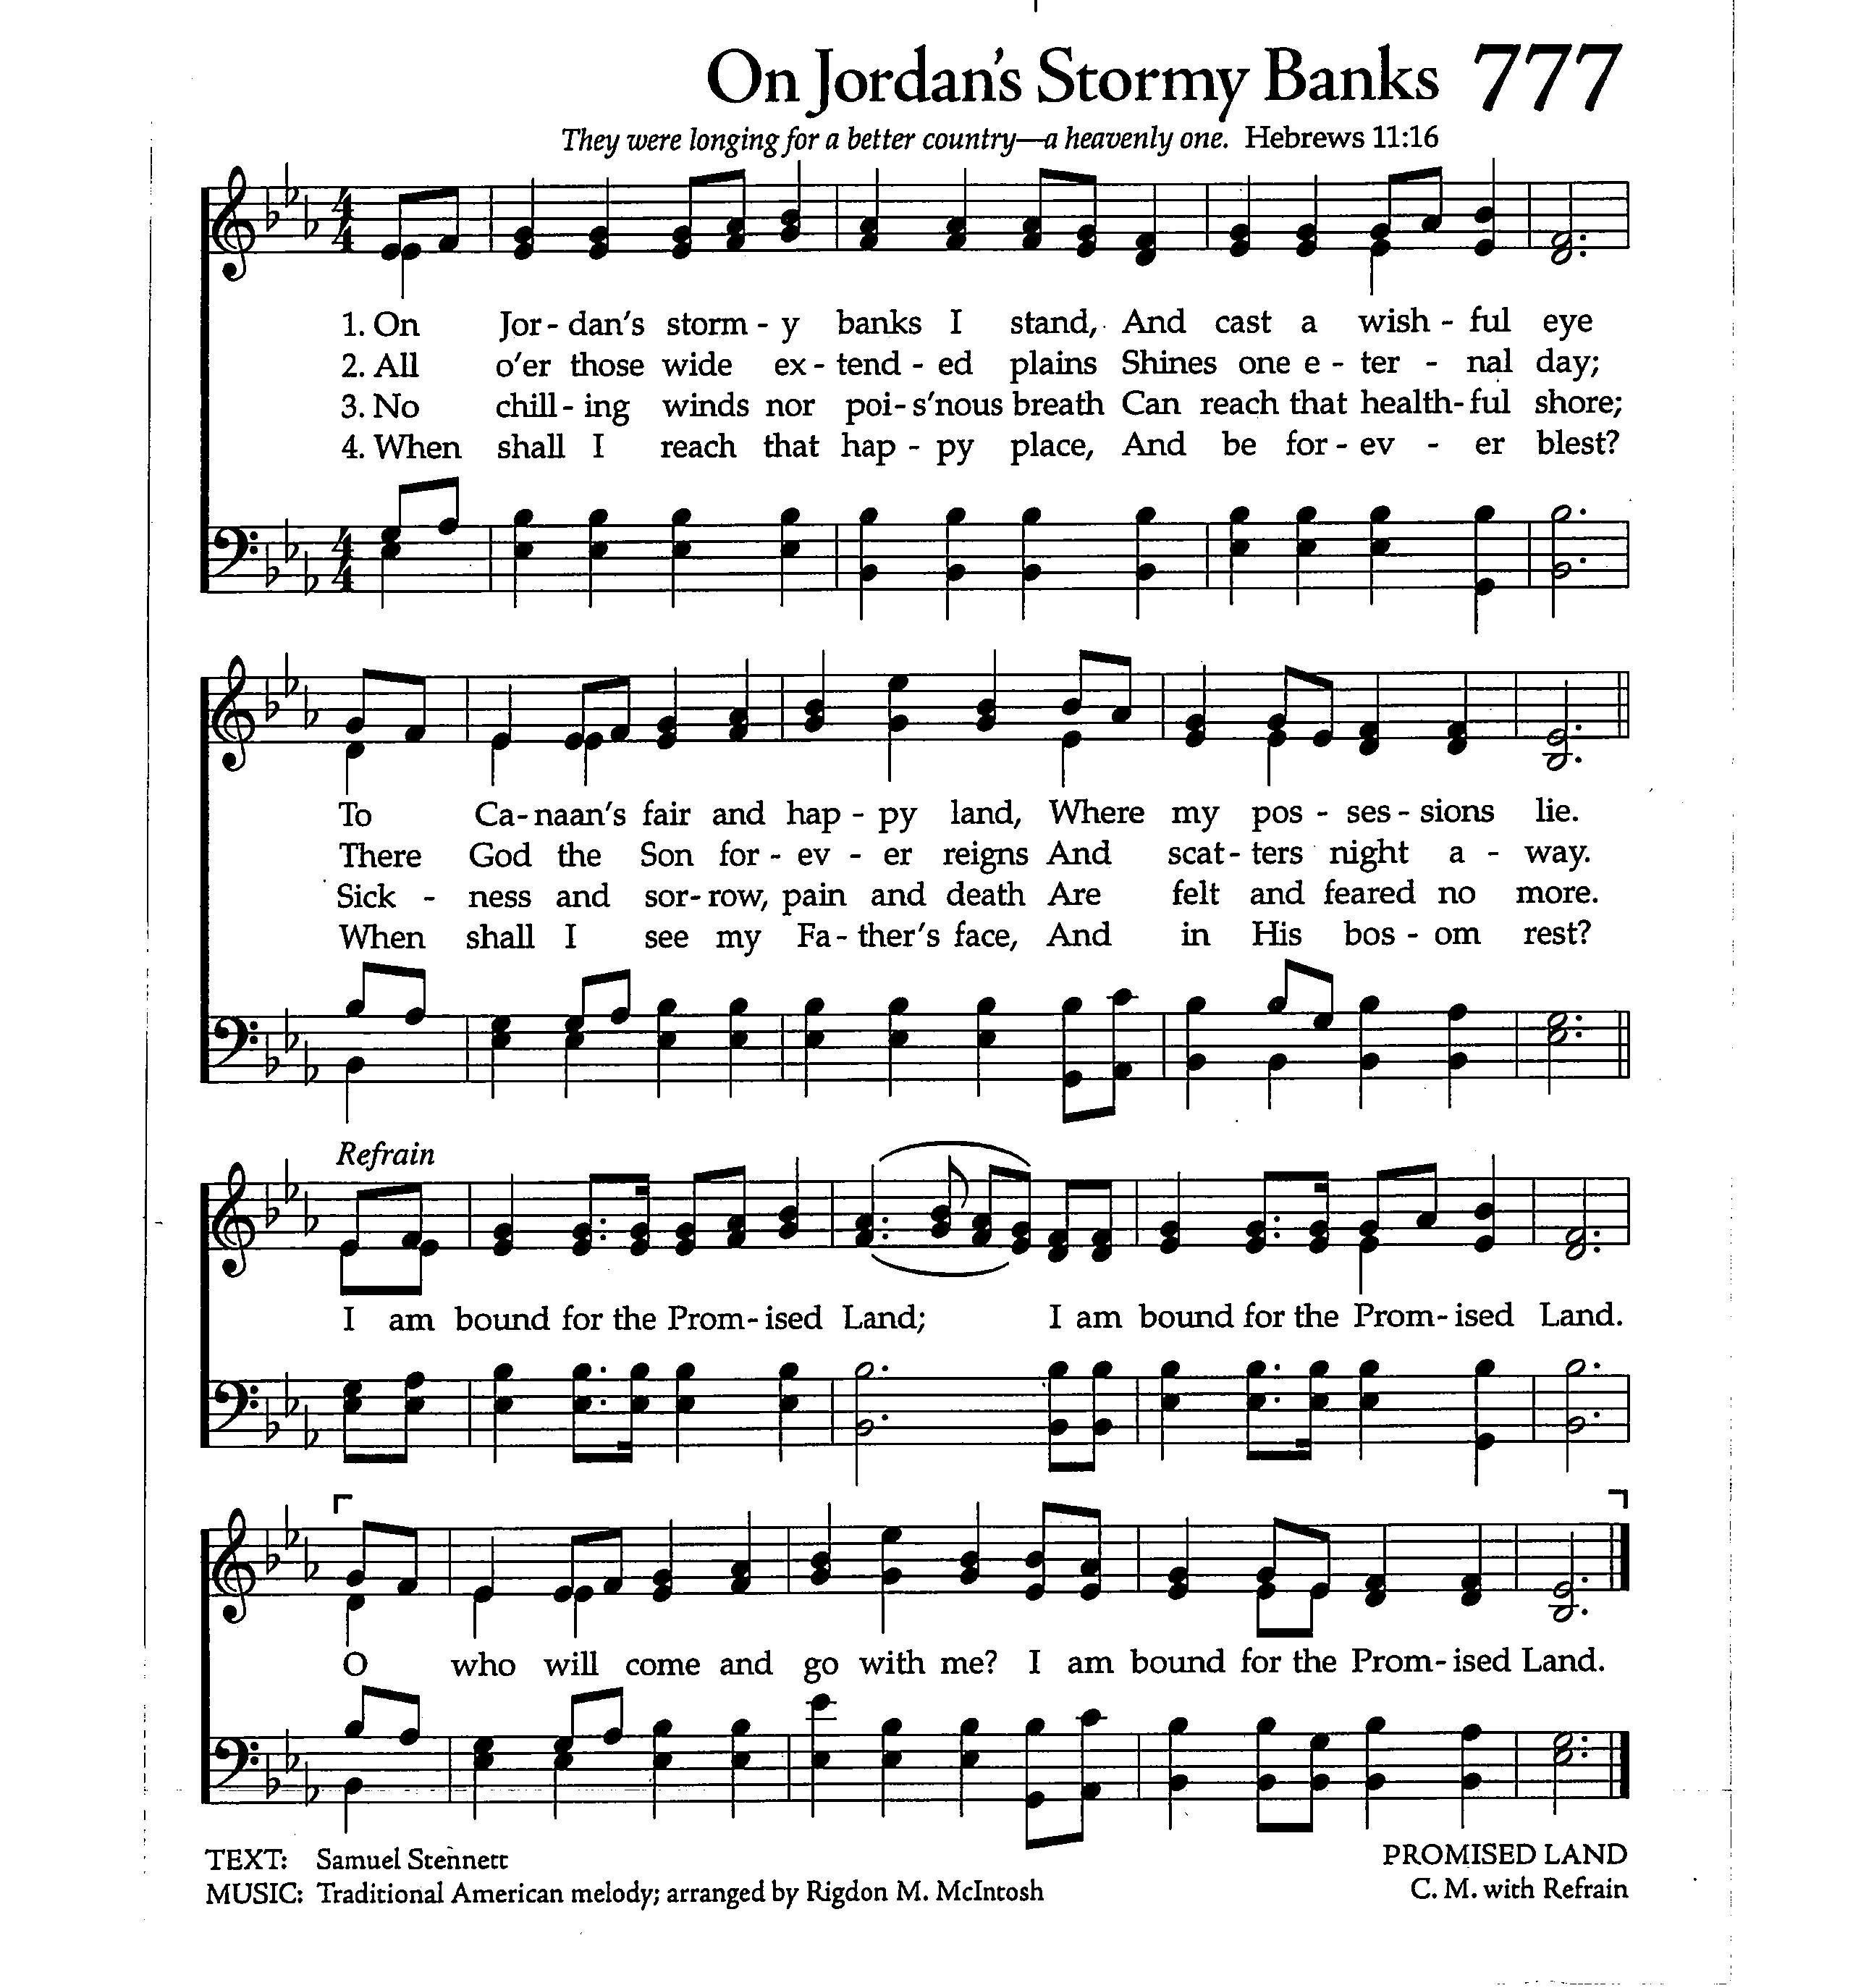 On Jordan's Stormy Banks 777
They were longing for a better country—a heavenly one. Hebrews 11:16
1. On Jor- dan's storm - y banks I stand, And cast a wish - ful eye
2. All o'er those wide ex - tend - ed plains Shines one e - ter - nal day;
3. No chill - ing winds nor poi- s'nous breath Can reach that health- ful shore;
4. When shall I reach that hap - py place, And be for - ev - er blest?
To Ca- naan's fair and hap - py land, Where my pos - ses - sions lie.
There God the Son for - ev - er reigns And scat- ters night a - way.
Sick - ness and sor- row, pain and death Are felt and feared no more.
When shall I see my Fa- ther's face, And in His bos - om rest?
Refrain
I am bound for the Prom- ised Land; I am bound for the Prom- ised Land.
O who will come and go with me? I am bound for the Prom- ised Land.
TEXT: Samuel Stennett
MUSIC: Traditional American melody; arranged by Rigdon M. McIntosh
PROMISED LAND
C. M. with Refrain